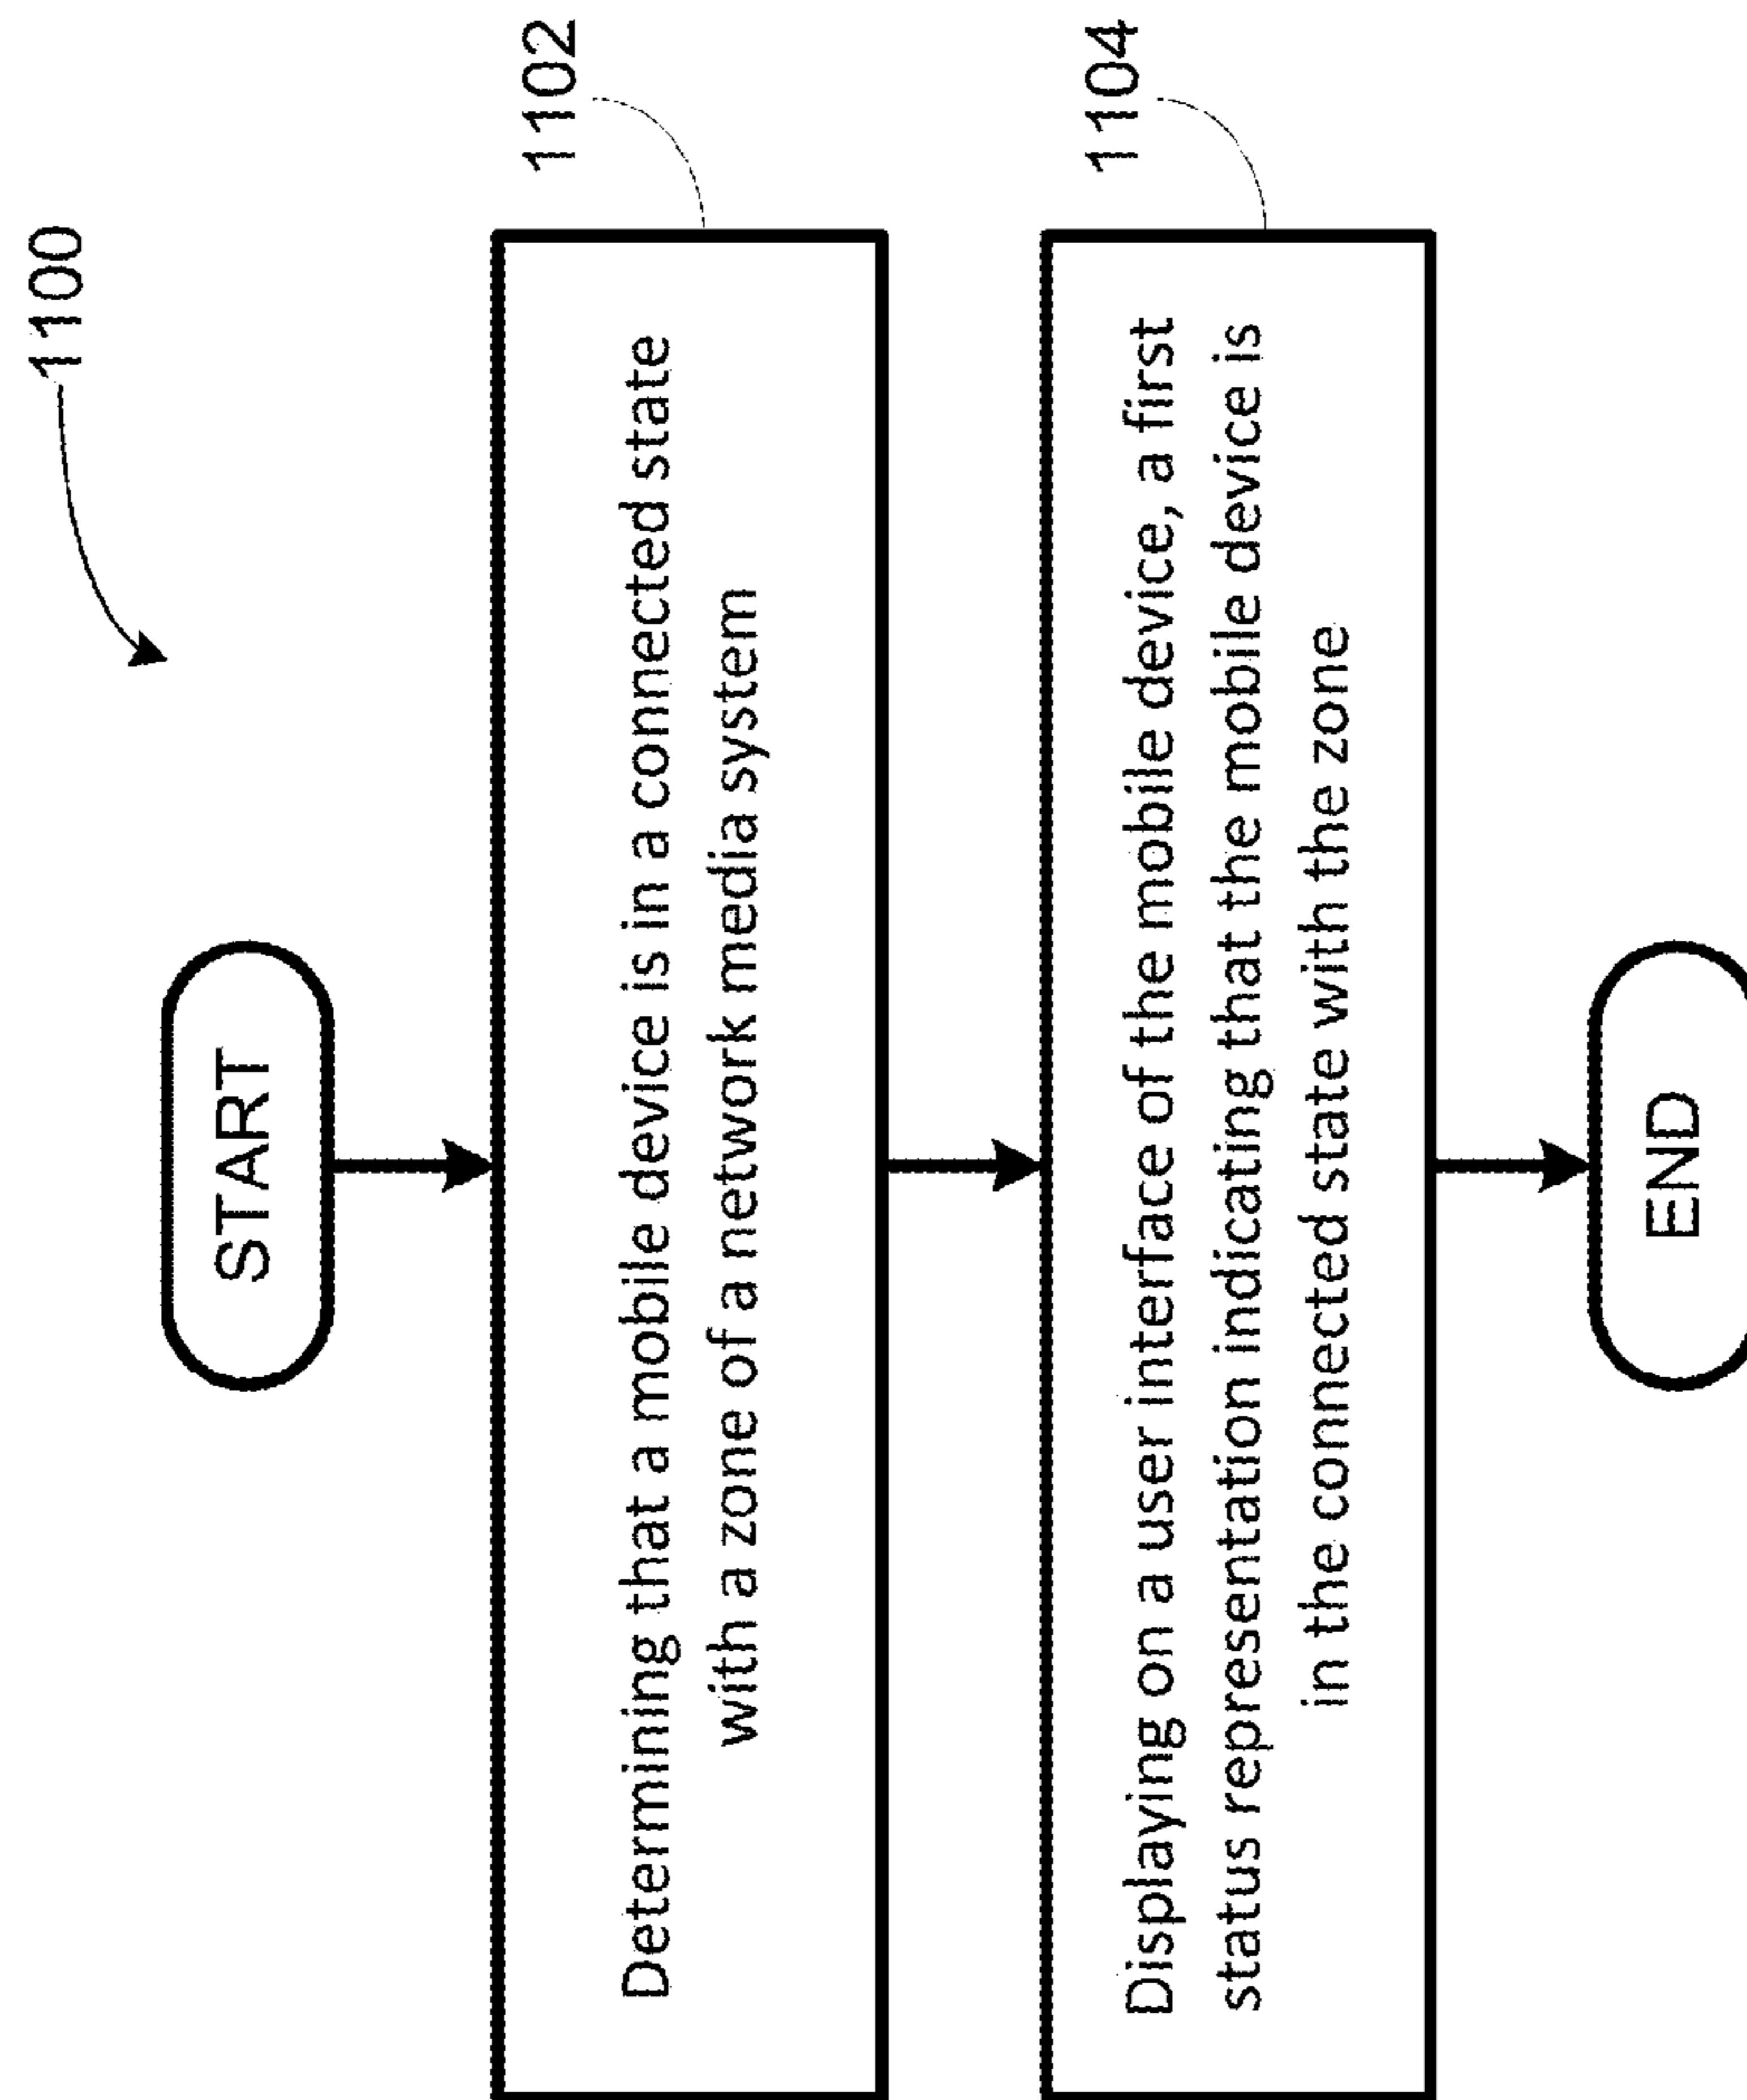 1100
START
1102
Determining that a mobile device is in a connected state
with a zone of a network media system
1104
Displaying on a user interface of the mobile device, a first
status representation indicating that the mobile device is
in the connected state with the zone
END